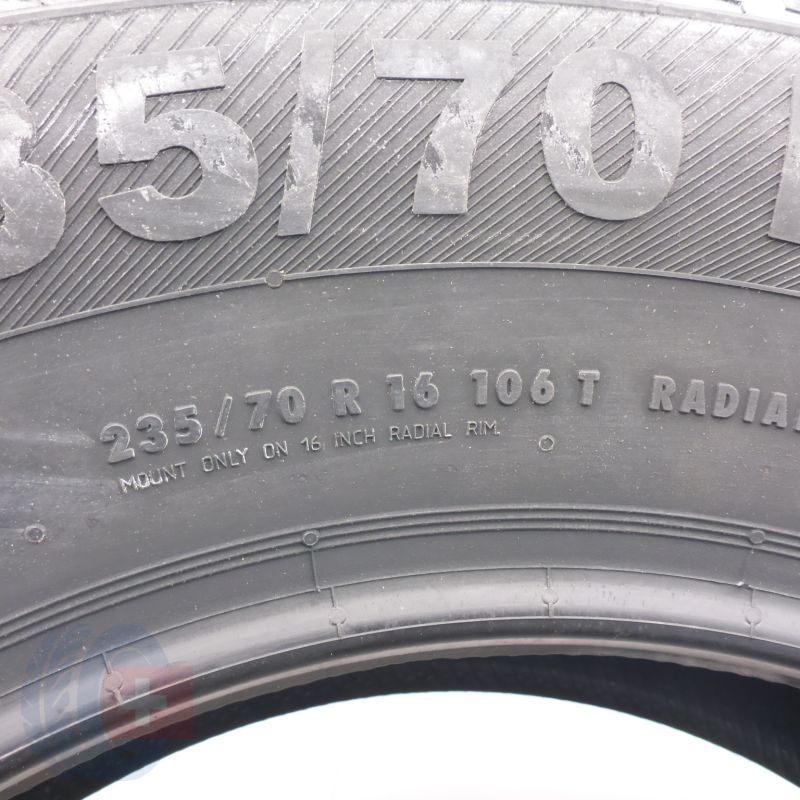 35/70
235/70 R 16 106 T RADIAL
MOUNT ONLY ON 16 INCH RADIAL RIM.